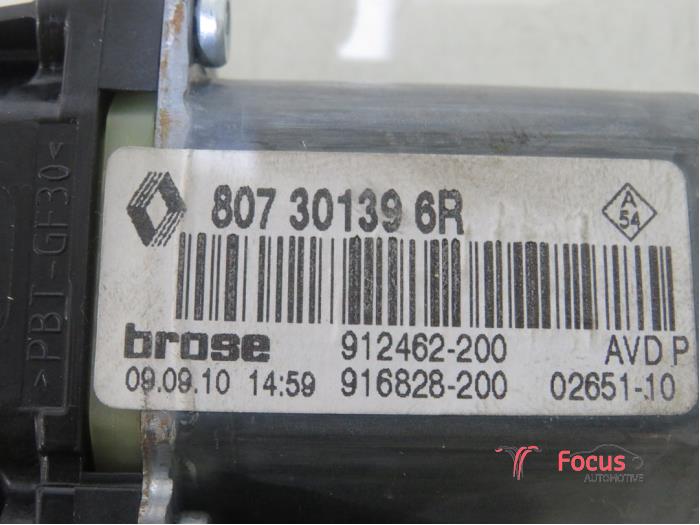 >PBT-GF30<
807 30139 6R
A
54
brose 912462-200 AVD P
09.09.10 14:59 916828-200 02651-10
Focus
AUTOMOTIVE